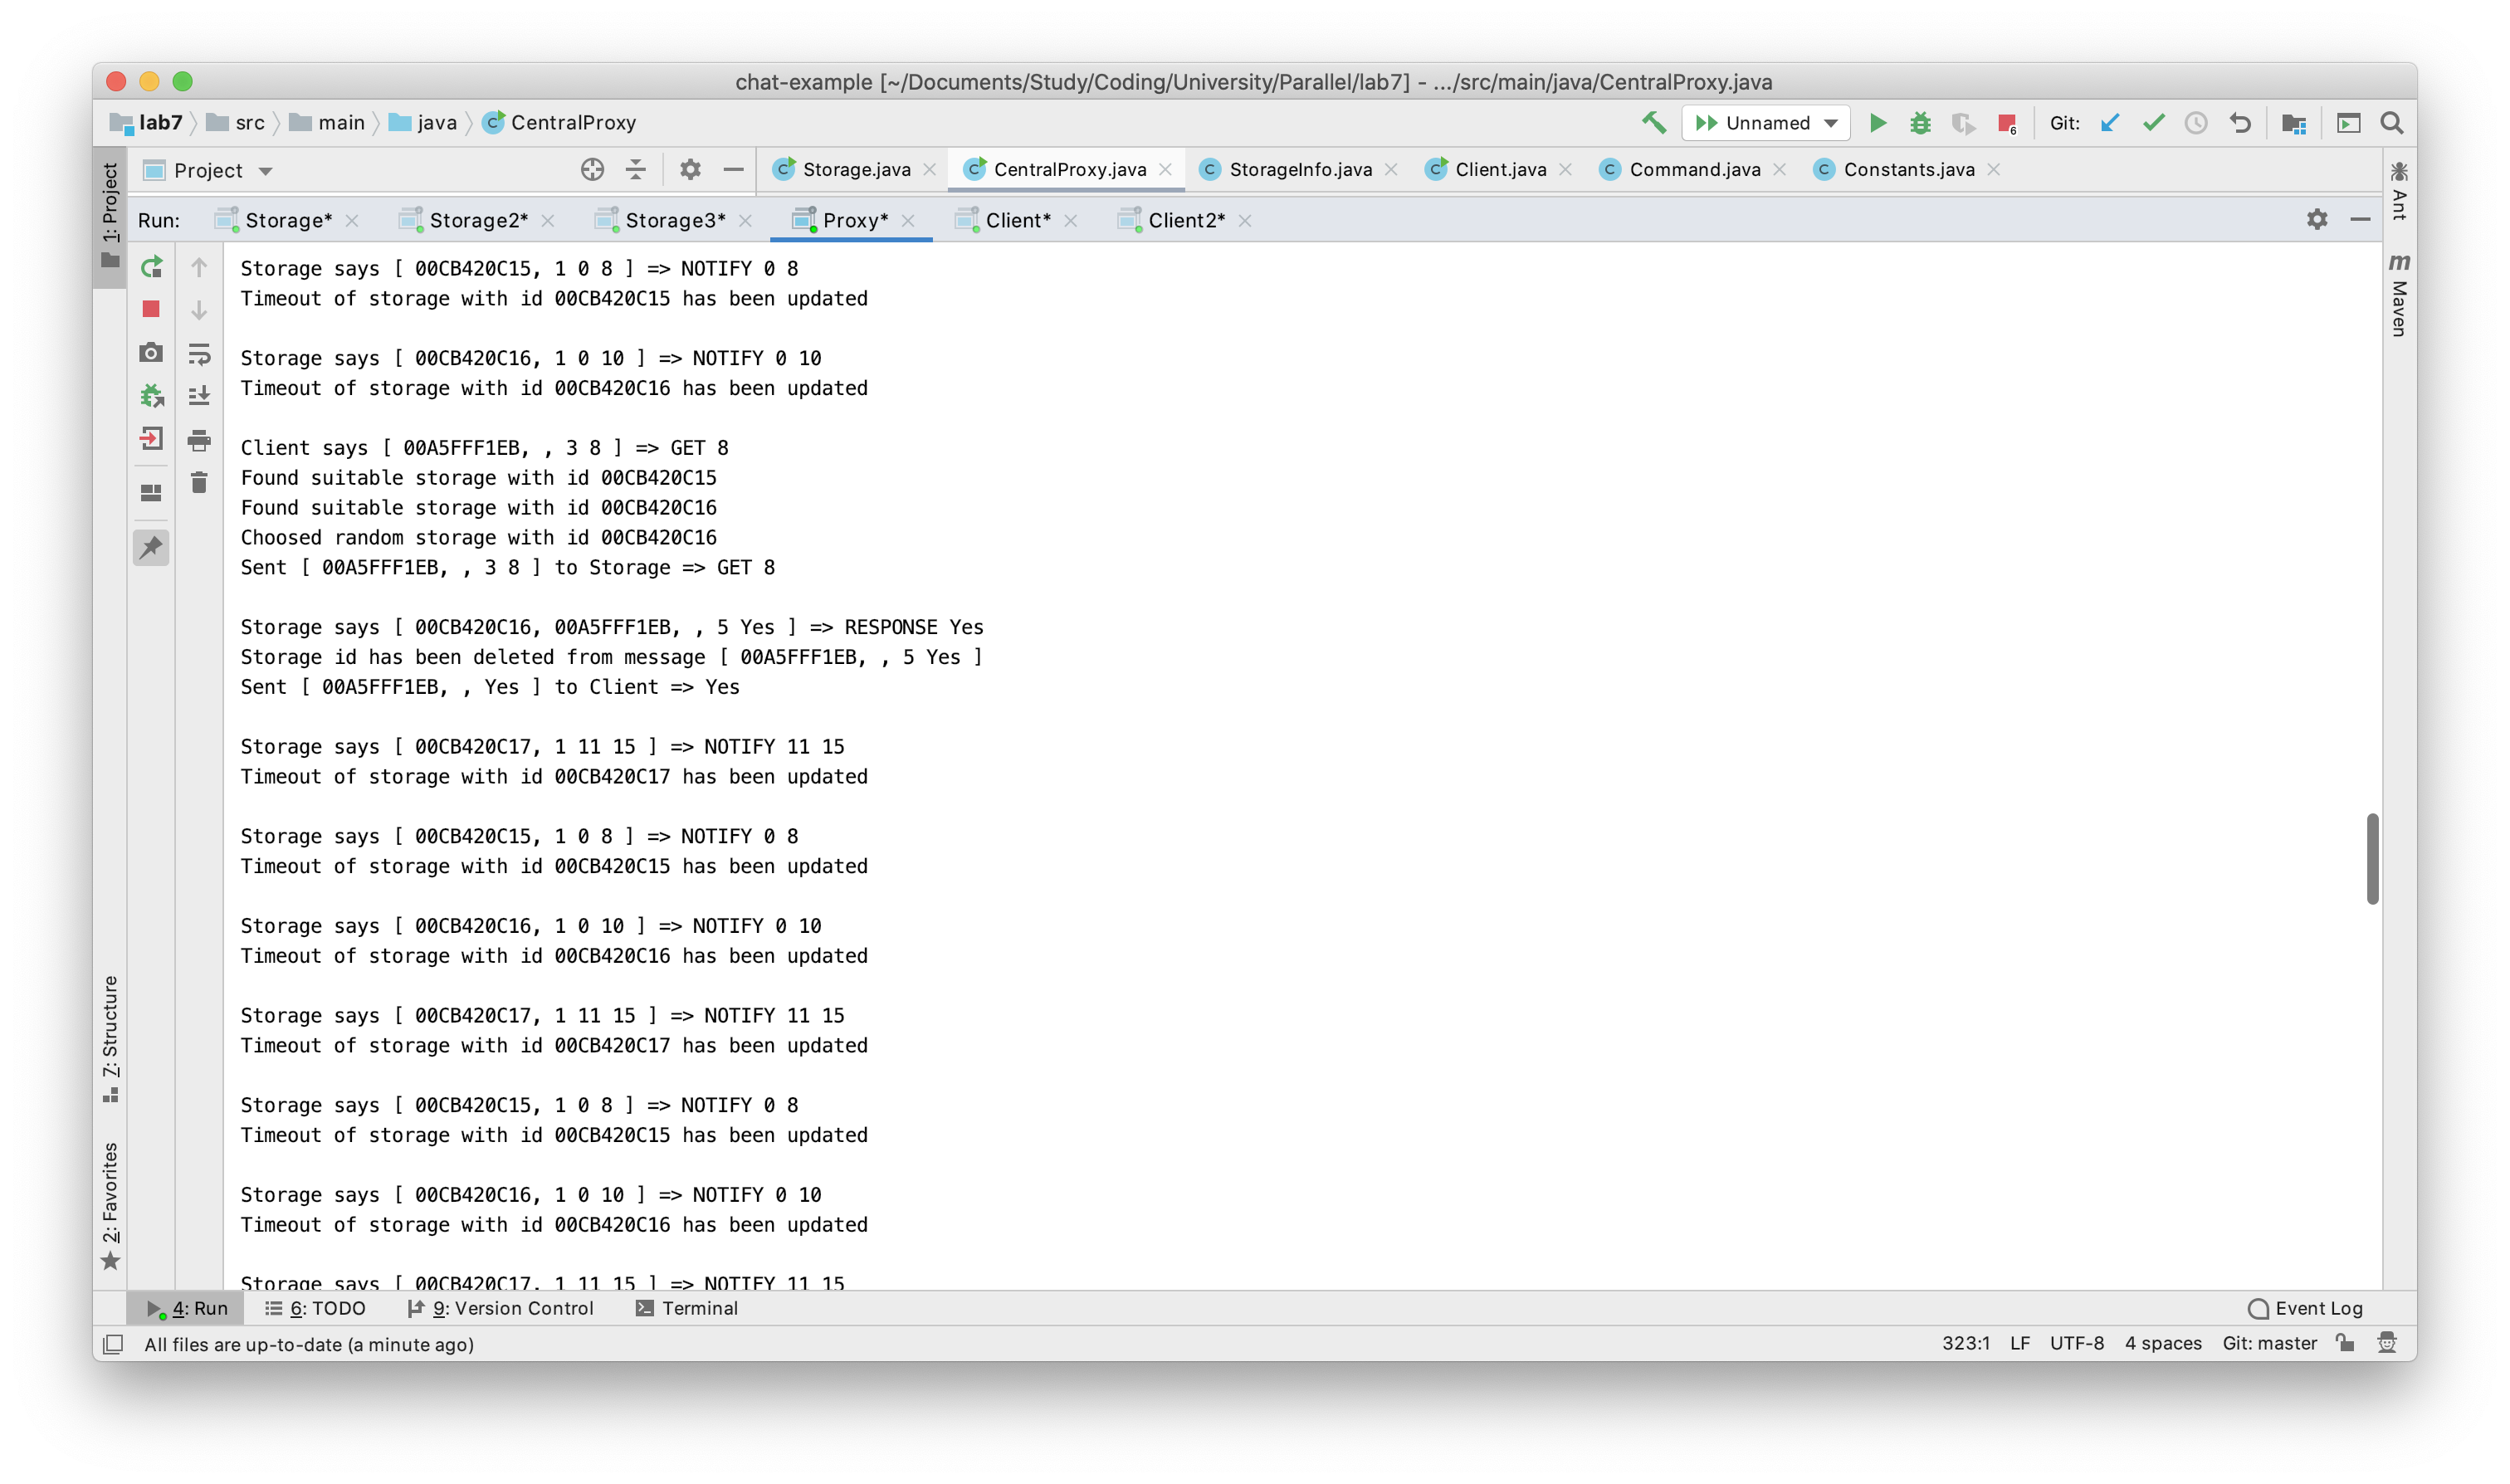 chat-example [~/Documents/Study/Coding/University/Parallel/lab7] - .../src/main/java/CentralProxy.java
lab7 src main java CentralProxy Unnamed 6 Git:
1: Project Project Storage.java CentralProxy.java StorageInfo.java Client.java Command.java Constants.java Ant
Run: Storage* Storage2* Storage3* Proxy* Client* Client2*
Maven
Storage says [ 00CB420C15, 1 0 8 ] => NOTIFY 0 8
Timeout of storage with id 00CB420C15 has been updated
Storage says [ 00CB420C16, 1 0 10 ] => NOTIFY 0 10
Timeout of storage with id 00CB420C16 has been updated
Client says [ 00A5FFF1EB, , 3 8 ] => GET 8
Found suitable storage with id 00CB420C15
Found suitable storage with id 00CB420C16
Choosed random storage with id 00CB420C16
Sent [ 00A5FFF1EB, , 3 8 ] to Storage => GET 8
Storage says [ 00CB420C16, 00A5FFF1EB, , 5 Yes ] => RESPONSE Yes
Storage id has been deleted from message [ 00A5FFF1EB, , 5 Yes ]
Sent [ 00A5FFF1EB, , Yes ] to Client => Yes
Storage says [ 00CB420C17, 1 11 15 ] => NOTIFY 11 15
Timeout of storage with id 00CB420C17 has been updated
Storage says [ 00CB420C15, 1 0 8 ] => NOTIFY 0 8
Timeout of storage with id 00CB420C15 has been updated
Storage says [ 00CB420C16, 1 0 10 ] => NOTIFY 0 10
Timeout of storage with id 00CB420C16 has been updated
Storage says [ 00CB420C17, 1 11 15 ] => NOTIFY 11 15
Timeout of storage with id 00CB420C17 has been updated
Storage says [ 00CB420C15, 1 0 8 ] => NOTIFY 0 8
Timeout of storage with id 00CB420C15 has been updated
Storage says [ 00CB420C16, 1 0 10 ] => NOTIFY 0 10
Timeout of storage with id 00CB420C16 has been updated
Storage says [ 00CB420C17, 1 11 15 ] => NOTIFY 11 15
7: Structure
2: Favorites
4: Run 6: TODO 9: Version Control Terminal Event Log
All files are up-to-date (a minute ago) 323:1 LF UTF-8 4 spaces Git: master